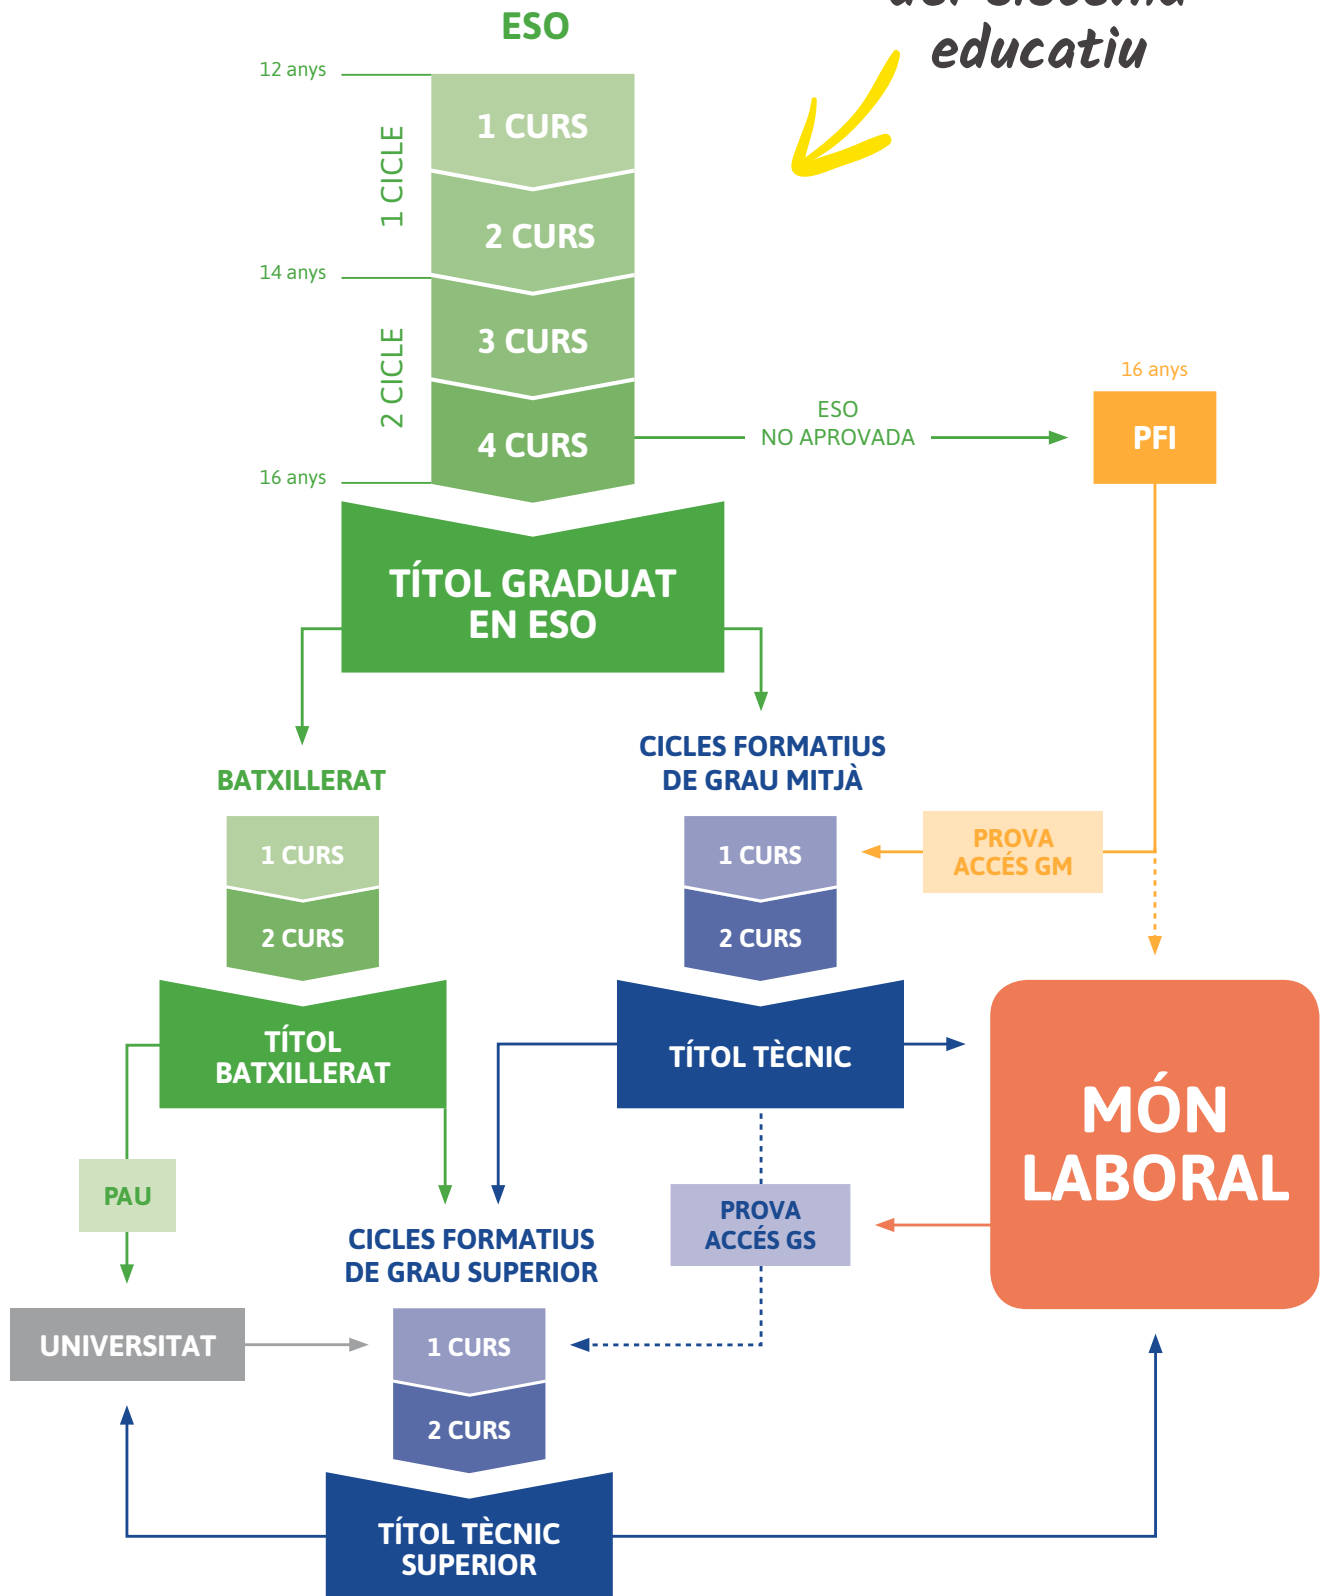 del sistema
educatiu
ESO
12 anys
1 CICLE
1 CURS
2 CURS
14 anys
2 CICLE
3 CURS
4 CURS
16 anys
ESO
NO APROVADA
16 anys
PFI
TÍTOL GRADUAT
EN ESO
BATXILLERAT
1 CURS
2 CURS
CICLES FORMATIUS
DE GRAU MITJÀ
1 CURS
2 CURS
PROVA
ACCÉS GM
TÍTOL
BATXILLERAT
TÍTOL TÈCNIC
MÓN
LABORAL
PAU
PROVA
ACCÉS GS
CICLES FORMATIUS
DE GRAU SUPERIOR
UNIVERSITAT
1 CURS
2 CURS
TÍTOL TÈCNIC
SUPERIOR